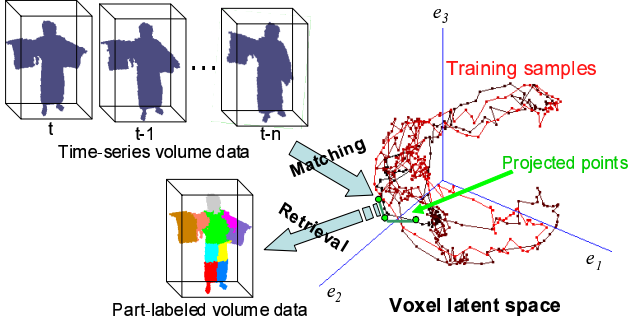 t
t-1
...
t-n
Time-series volume data
Matching
Retrieval
Part-labeled volume data
e3
Training samples
Projected points
e1
e2
Voxel latent space